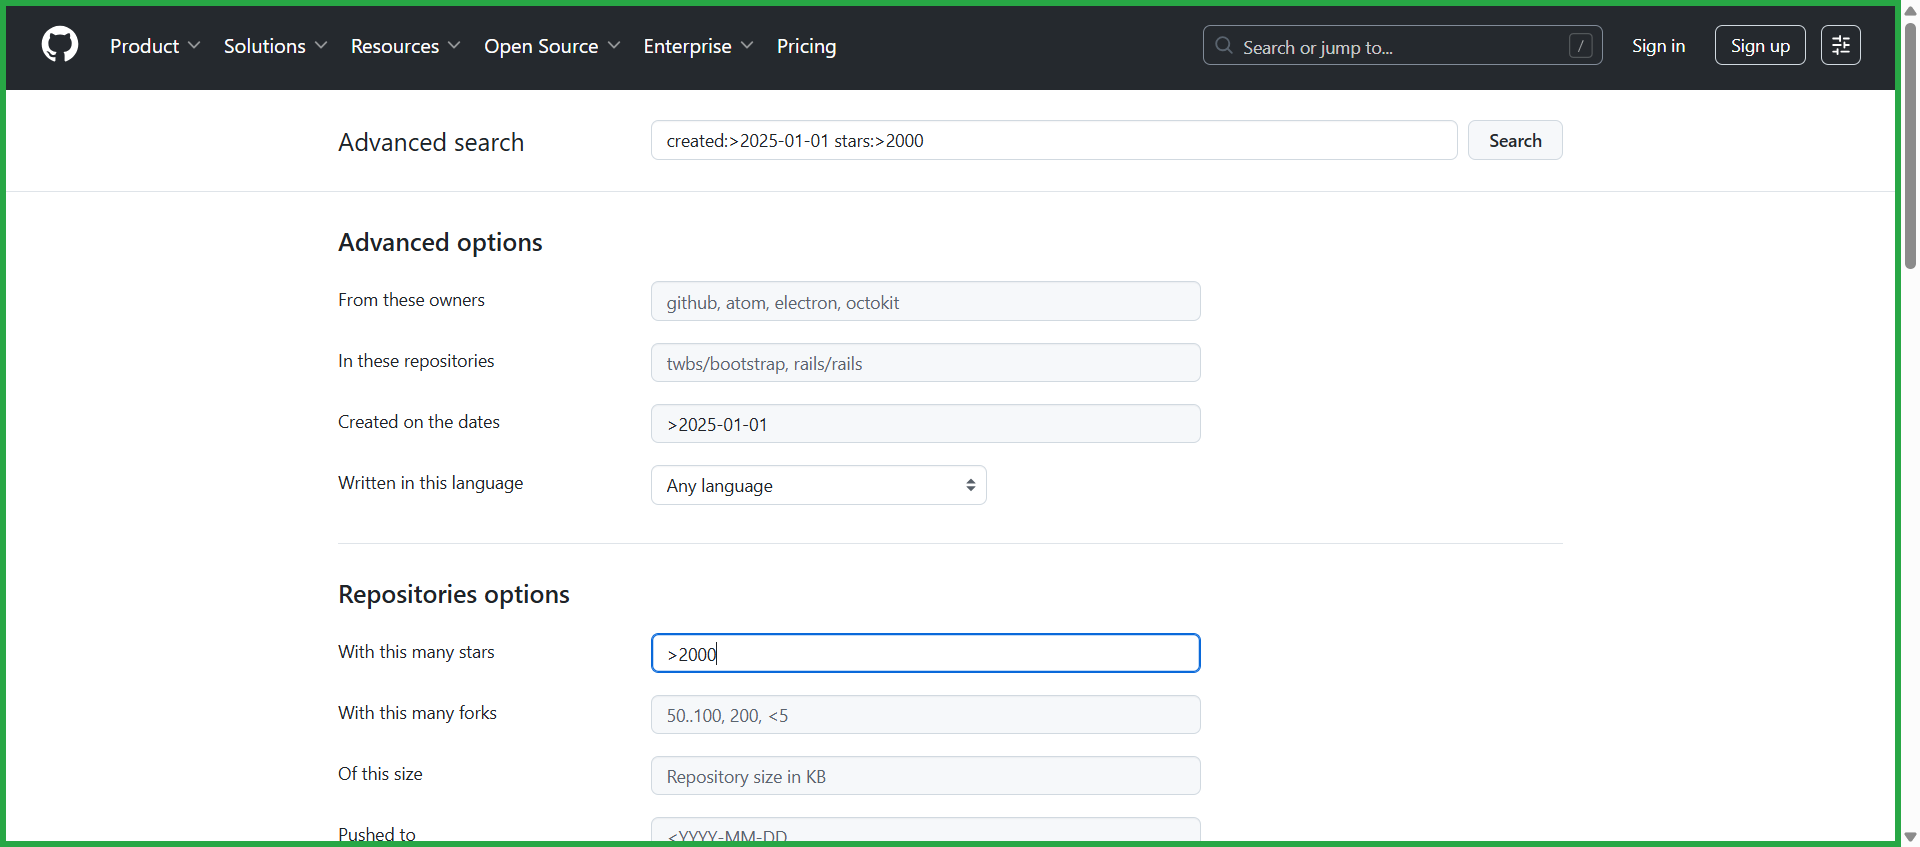 Product Solutions Resources Open Source Enterprise Pricing Search or jump to... / Sign in Sign up
Advanced search created:>2025-01-01 stars:>2000 Search
Advanced options
From these owners github, atom, electron, octokit
In these repositories twbs/bootstrap, rails/rails
Created on the dates >2025-01-01
Written in this language Any language
Repositories options
With this many stars >2000
With this many forks 50..100, 200, <5
Of this size Repository size in KB
Pushed to <YYYY-MM-DD